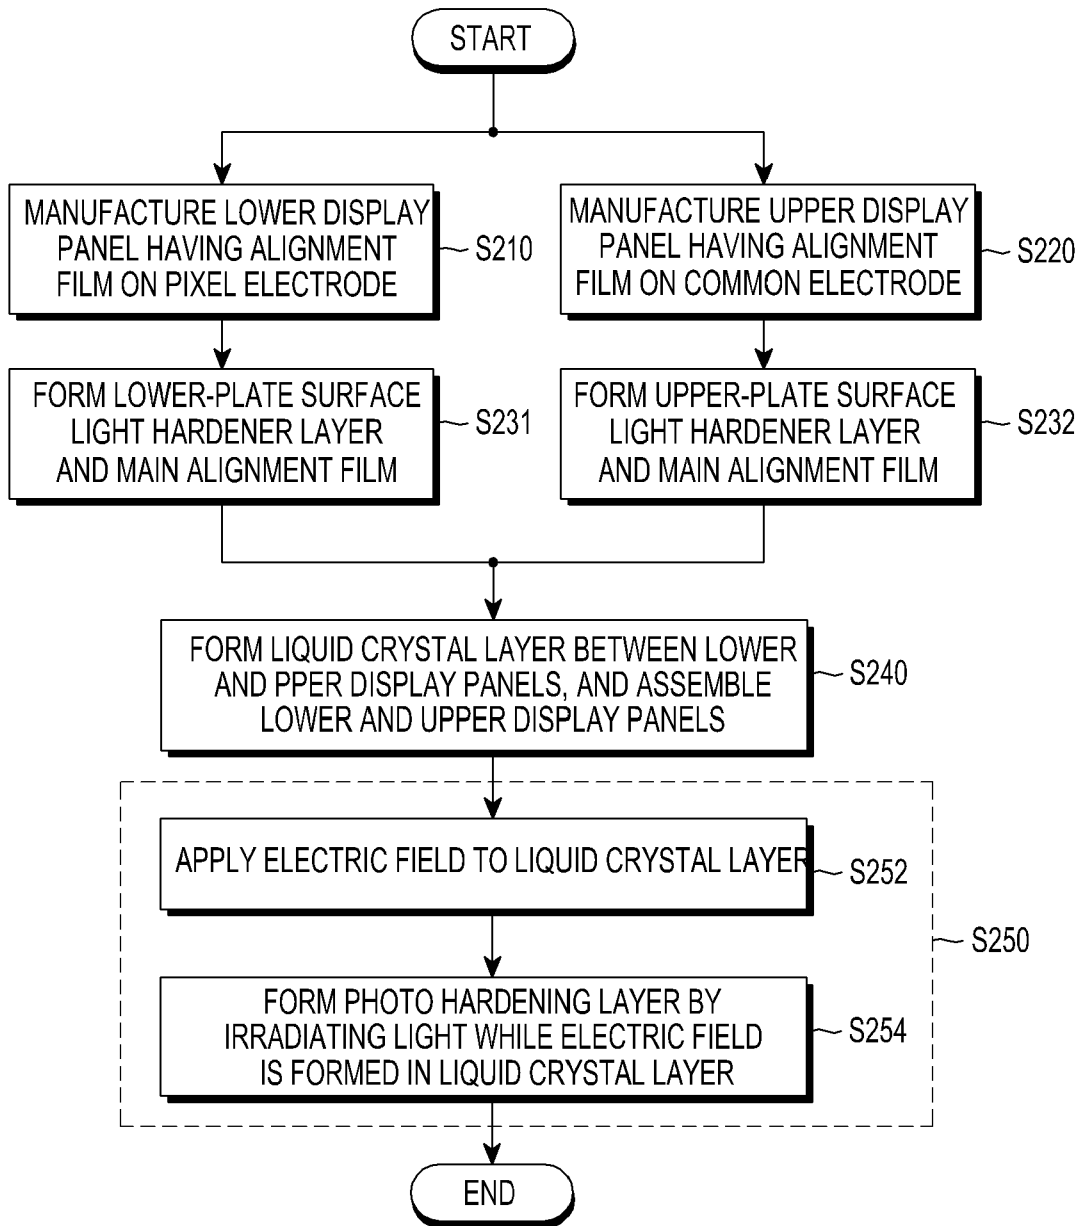 START
MANUFACTURE LOWER DISPLAY
PANEL HAVING ALIGNMENT
FILM ON PIXEL ELECTRODE
S210
MANUFACTURE UPPER DISPLAY
PANEL HAVING ALIGNMENT
FILM ON COMMON ELECTRODE
S220
FORM LOWER-PLATE SURFACE
LIGHT HARDENER LAYER
AND MAIN ALIGNMENT FILM
S231
FORM UPPER-PLATE SURFACE
LIGHT HARDENER LAYER
AND MAIN ALIGNMENT FILM
S232
FORM LIQUID CRYSTAL LAYER BETWEEN LOWER
AND PPER DISPLAY PANELS, AND ASSEMBLE
LOWER AND UPPER DISPLAY PANELS
S240
APPLY ELECTRIC FIELD TO LIQUID CRYSTAL LAYER
S252
S250
FORM PHOTO HARDENING LAYER BY
IRRADIATING LIGHT WHILE ELECTRIC FIELD
IS FORMED IN LIQUID CRYSTAL LAYER
S254
END